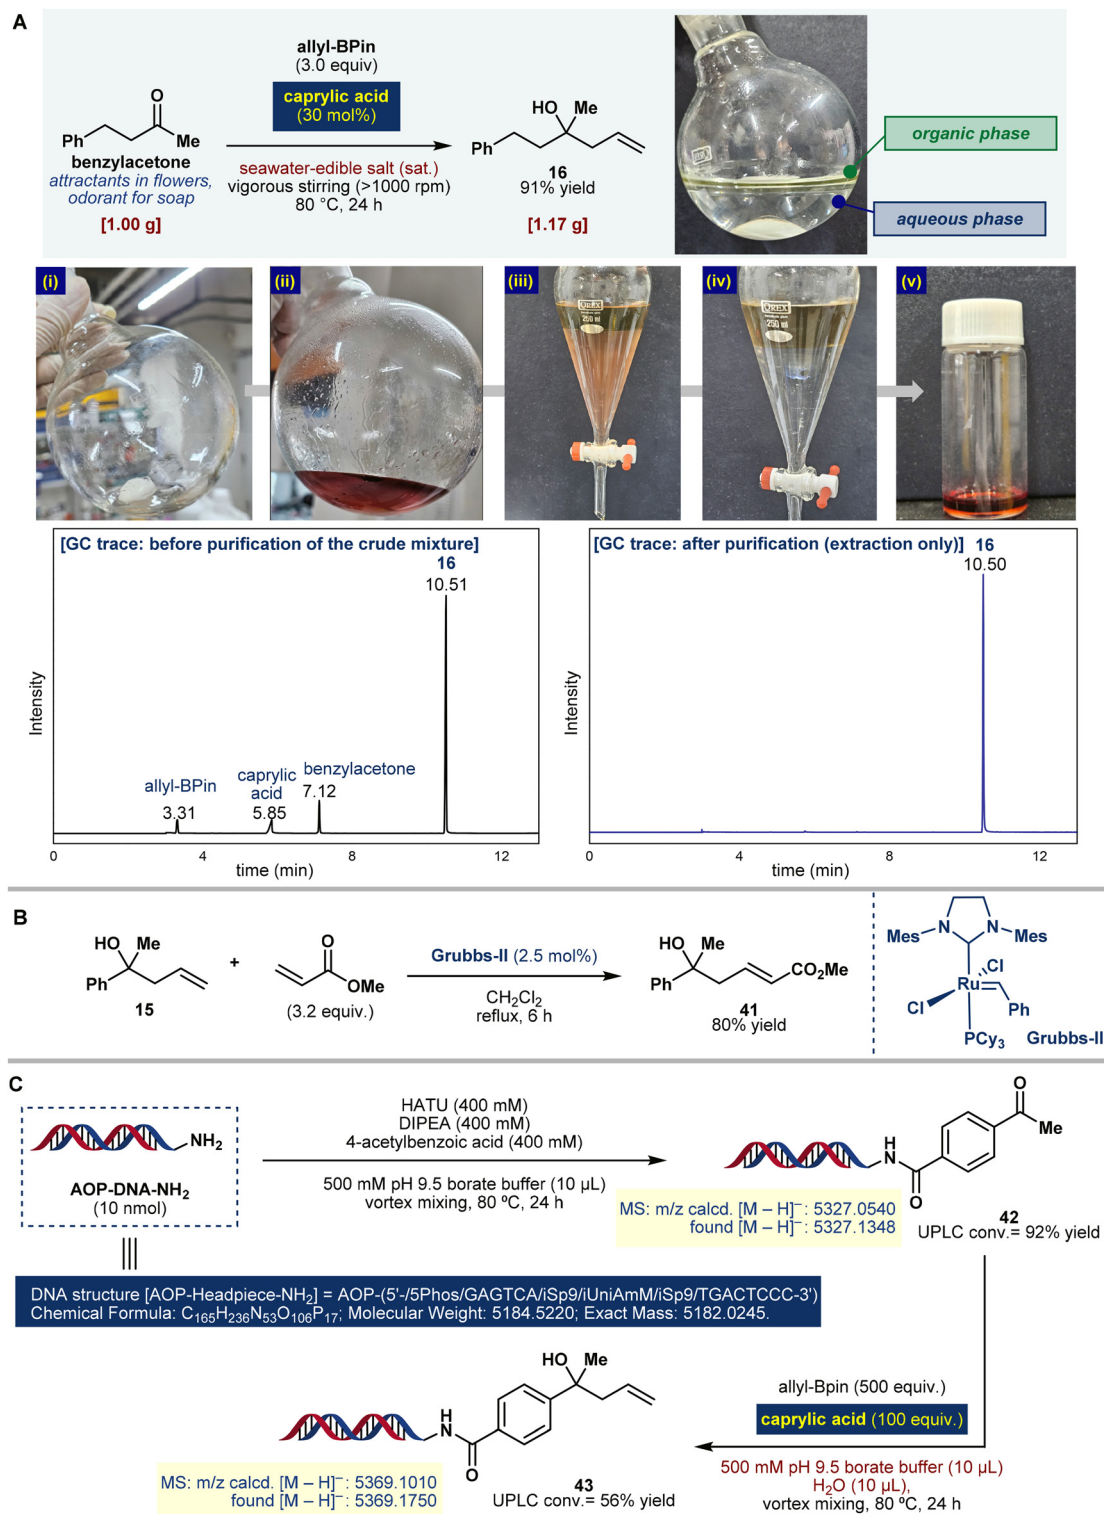 A
allyl-BPin
(3.0 equiv)
caprylic acid
(30 mol%)
O
Ph
Me
benzylacetone
attractants in flowers,
odorant for soap
[1.00 g]
seawater-edible salt (sat.)
vigorous stirring (>1000 rpm)
80 °C, 24 h
HO Me
Ph
16
91% yield
[1.17 g]
organic phase
aqueous phase
(i)
(ii)
(iii)
(iv)
(v)
250 ml
250 ml
[GC trace: before purification of the crude mixture]
16
10.51
Intensity
allyl-BPin
3.31
caprylic
acid
5.85
benzylacetone
7.12
0 4 8 12
time (min)
[GC trace: after purification (extraction only)] 16
10.50
Intensity
0 4 8 12
time (min)
B
HO Me
Ph
15
+
O
OMe
(3.2 equiv.)
Grubbs-II (2.5 mol%)
CH2Cl2
reflux, 6 h
HO Me
Ph
CO2Me
41
80% yield
N N
Mes Mes
Cl
Ru
Cl
Ph
PCy3
Grubbs-II
C
NH2
AOP-DNA-NH2
(10 nmol)
HATU (400 mM)
DIPEA (400 mM)
4-acetylbenzoic acid (400 mM)
500 mM pH 9.5 borate buffer (10 µL)
vortex mixing, 80 ºC, 24 h
O
Me
H
N
O
MS: m/z calcd. [M – H]–: 5327.0540
found [M – H]–: 5327.1348
42
UPLC conv.= 92% yield
DNA structure [AOP-Headpiece-NH2] = AOP-(5'-/5Phos/GAGTCA/iSp9/iUniAmM/iSp9/TGACTCCC-3')
Chemical Formula: C165H236N53O106P17; Molecular Weight: 5184.5220; Exact Mass: 5182.0245.
HO Me
H
N
O
MS: m/z calcd. [M – H]–: 5369.1010
found [M – H]–: 5369.1750
43
UPLC conv.= 56% yield
allyl-Bpin (500 equiv.)
caprylic acid (100 equiv.)
500 mM pH 9.5 borate buffer (10 µL)
H2O (10 µL),
vortex mixing, 80 ºC, 24 h